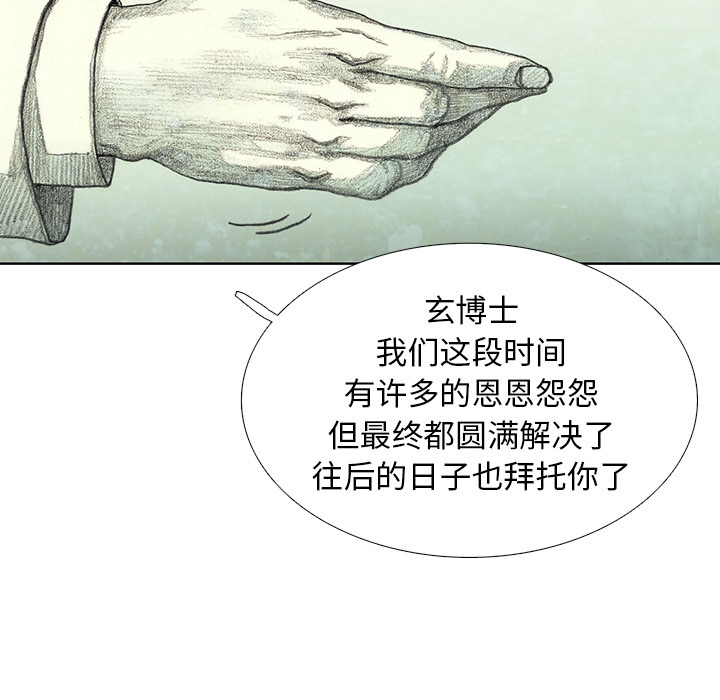 玄博士
我们这段时间
有许多的恩恩怨怨
但最终都圆满解决了
往后的日子也拜托你了